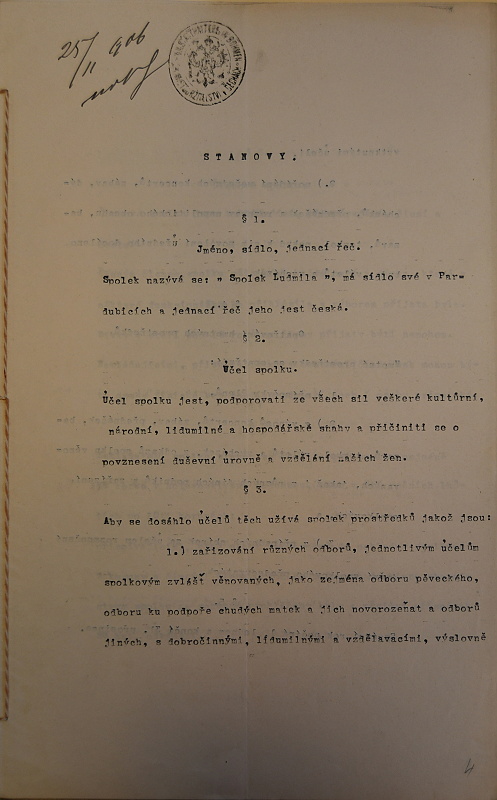 25/II 906
STANOVY.
§ 1.
Jméno, sídlo, jednací řeč.
Spolek nazývá se: " Spolek Ludmila ", má sídlo své v Par=
dubicích a jednací řeč jeho jest česká.
§ 2.
Účel spolku.
Účel spolku jest, podporovati ze všech sil veškeré kulturní,
národní, lidumilné a hospodářské snahy a přičiniti se o
povznesení duševní úrovně a vzdělání našich žen.
§ 3.
Aby se dosáhlo účelů těch užívá spolek prostředků jakož jsou:
1.) zařizování různých odborů, jednotlivým účelům
spolkovým zvlášť věnovaných, jako zejména odboru pěveckého,
odboru ku podpoře chudých matek a jich novorozeňat a odborů
jiných, s dobročinnými, lidumilnými a vzdělávacími, výslovně
4